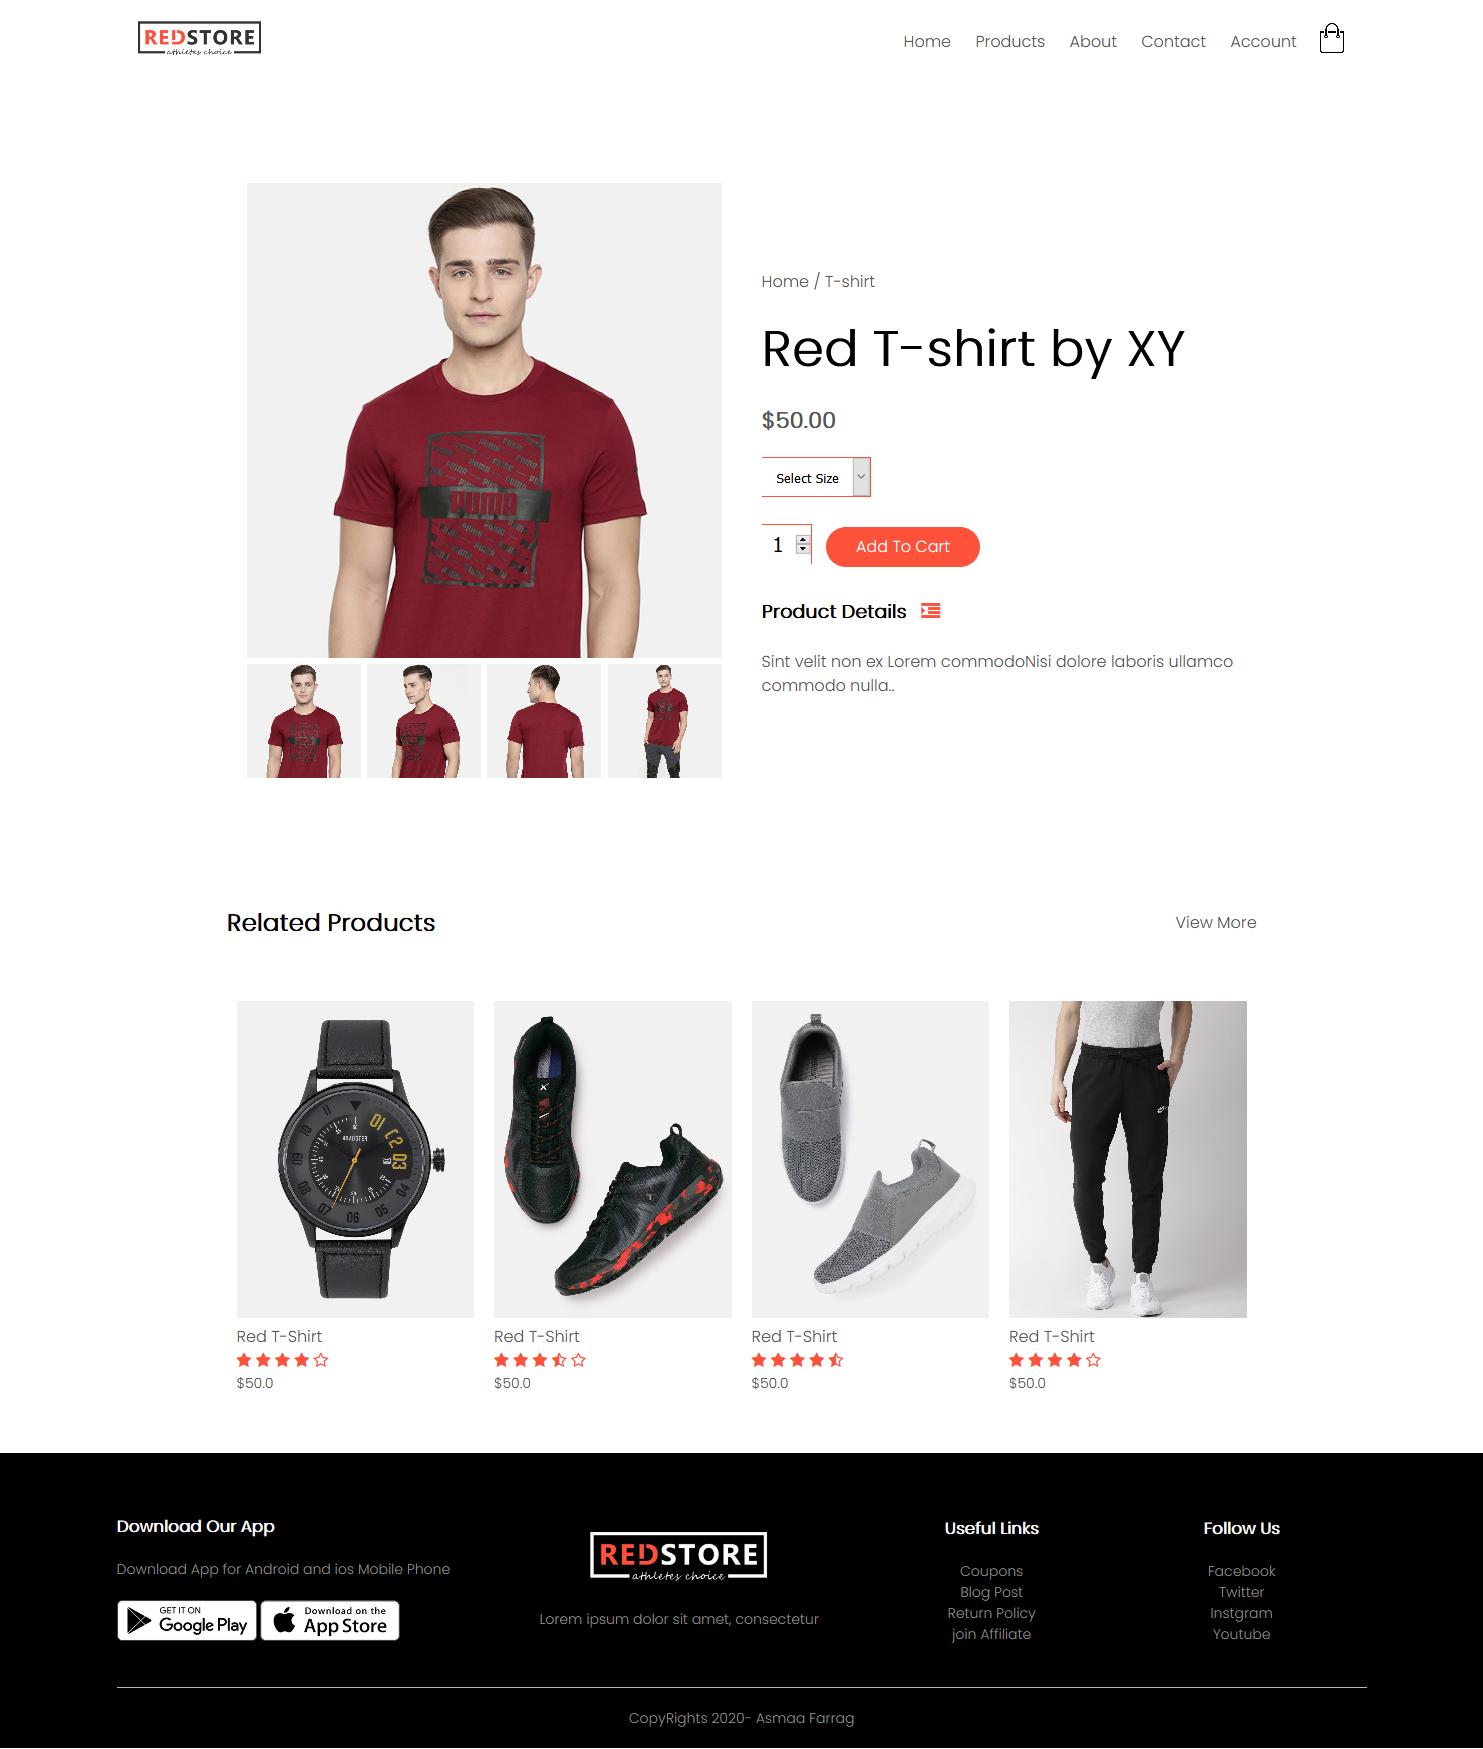 REDSTORE
athletes choice
Home Products About Contact Account
Home / T-shirt
Red T-shirt by XY
$50.00
Select Size
1 Add To Cart
PUMA
Product Details
Sint velit non ex Lorem commodoNisi dolore laboris ullamco
commodo nulla..
Related Products View More
Red T-Shirt
$50.0
Red T-Shirt
$50.0
Red T-Shirt
$50.0
Red T-Shirt
$50.0
Download Our App
Download App for Android and ios Mobile Phone
GET IT ON
Google Play
Download on the
App Store
REDSTORE
athletes choice
Lorem ipsum dolor sit amet, consectetur
Useful Links
Coupons
Blog Post
Return Policy
join Affiliate
Follow Us
Facebook
Twitter
Instgram
Youtube
CopyRights 2020- Asmaa Farrag